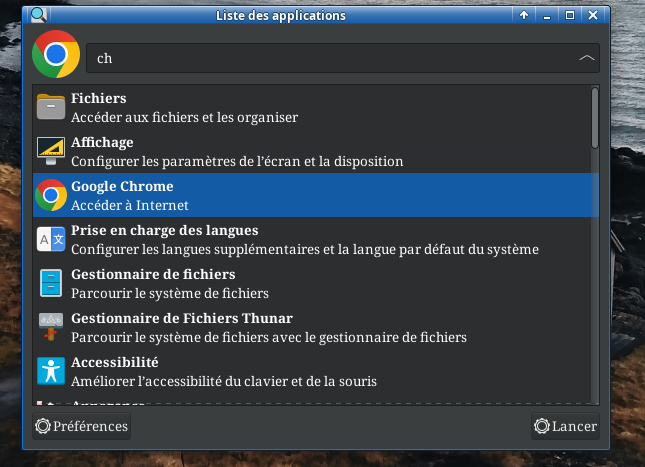 Liste des applications
ch
Fichiers
Accéder aux fichiers et les organiser
Affichage
Configurer les paramètres de l’écran et la disposition
Google Chrome
Accéder à Internet
Prise en charge des langues
Configurer les langues supplémentaires et la langue par défaut du système
Gestionnaire de fichiers
Parcourir le système de fichiers
Gestionnaire de Fichiers Thunar
Parcourir le système de fichiers avec le gestionnaire de fichiers
Accessibilité
Améliorer l’accessibilité du clavier et de la souris
Préférences
Lancer